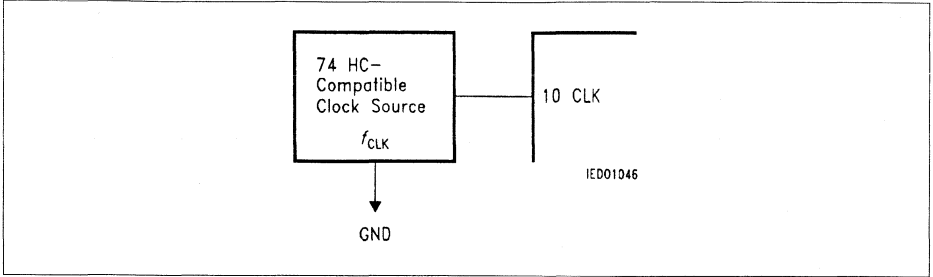 74 HC-
Compatible
Clock Source
fCLK
10 CLK
IED01046
GND